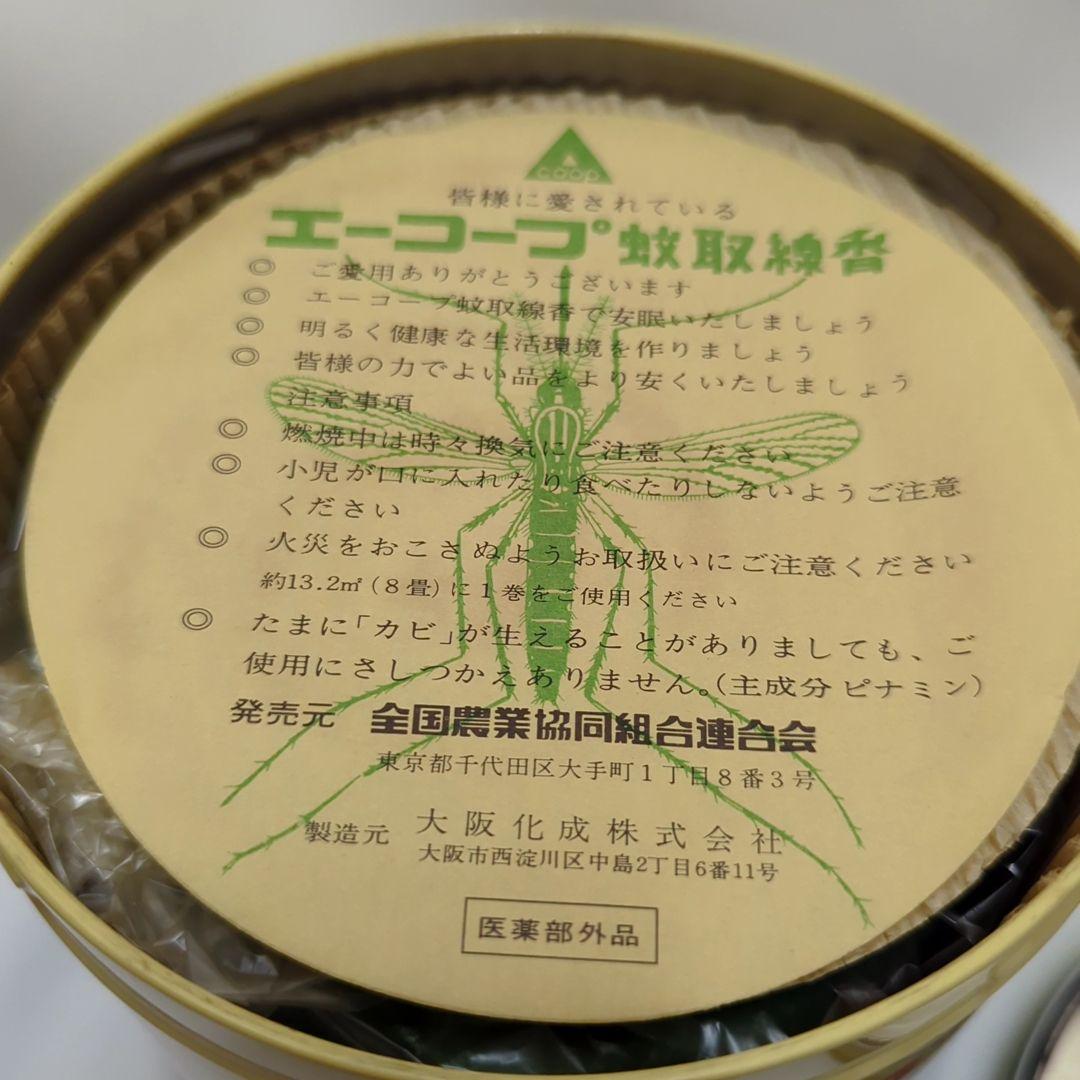 coop
皆様に愛されている
エーコープ蚊取線香
◎ ご愛用ありがとうございます
◎ エーコープ蚊取線香で安眠いたしましょう
◎ 明るく健康な生活環境を作りましょう
◎ 皆様の力でよい品をより安くいたしましょう
注意事項
◎ 燃焼中は時々換気にご注意ください
◎ 小児が口に入れたり食べたりしないようご注意
ください
◎ 火災をおこさぬようお取扱いにご注意ください
約13.2㎡(8畳)に1巻をご使用ください
◎ たまに「カビ」が生えることがありましても、ご
使用にさしつかえありません。(主成分ピナミン)
発売元 全国農業協同組合連合会
東京都千代田区大手町1丁目8番3号
製造元 大阪化成株式会社
大阪市西淀川区中島2丁目6番11号
医薬部外品